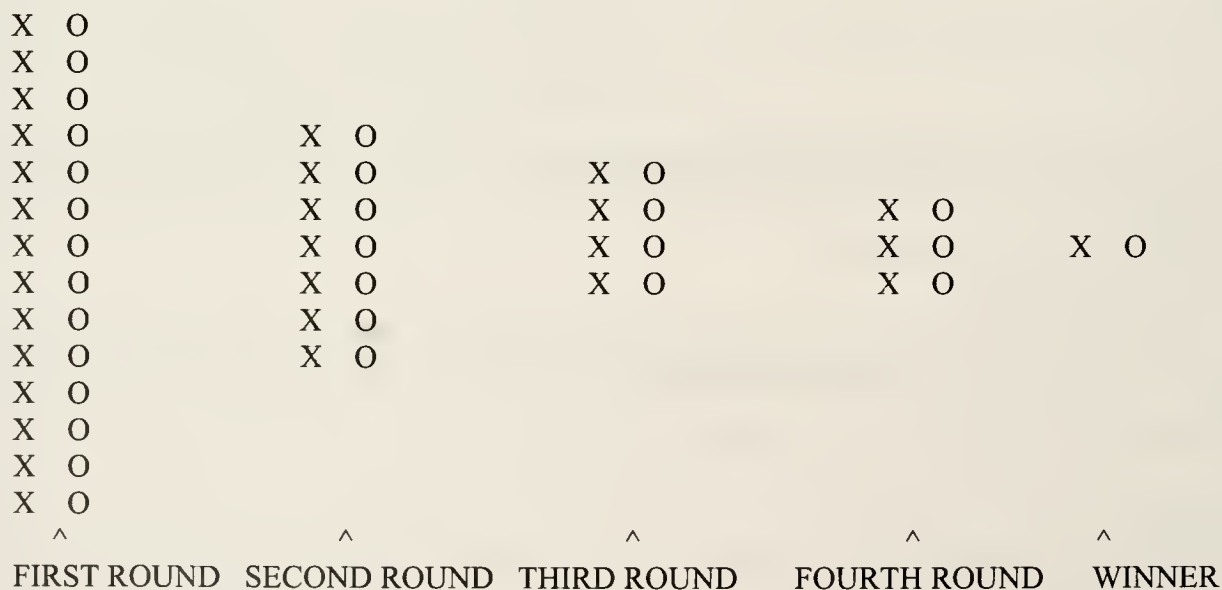 X O
X O
X O
X O X O
X O X O X O
X O X O X O X O
X O X O X O X O X O
X O X O X O X O
X O X O
X O X O
X O
X O
X O
X O
^ ^ ^ ^ ^
FIRST ROUND SECOND ROUND THIRD ROUND FOURTH ROUND WINNER